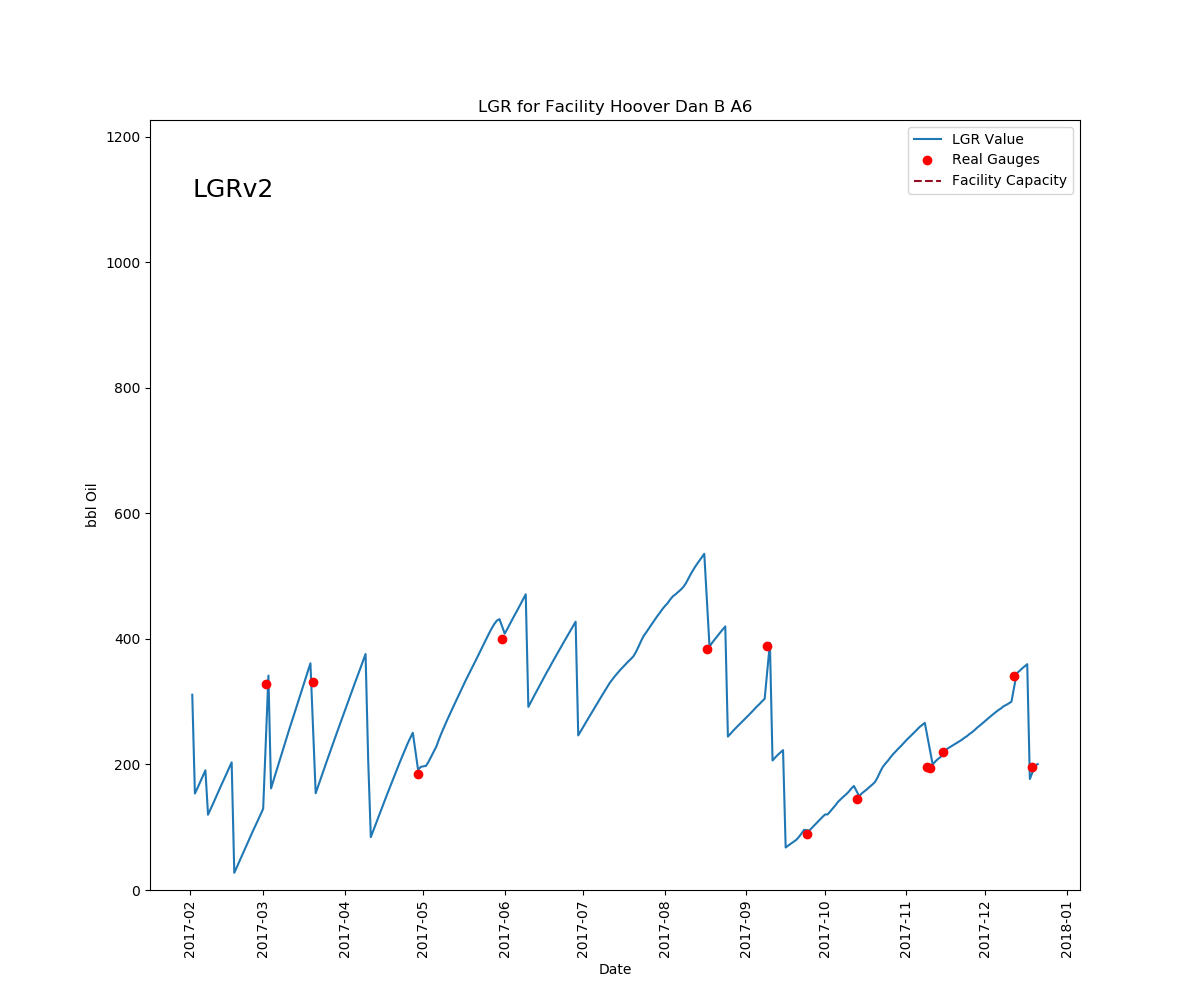 LGR for Facility Hoover Dan B A6
LGRv2
LGR Value
Real Gauges
Facility Capacity
1200
1000
800
600
400
200
0
bbl Oil
2017-02
2017-03
2017-04
2017-05
2017-06
2017-07
2017-08
2017-09
2017-10
2017-11
2017-12
2018-01
Date